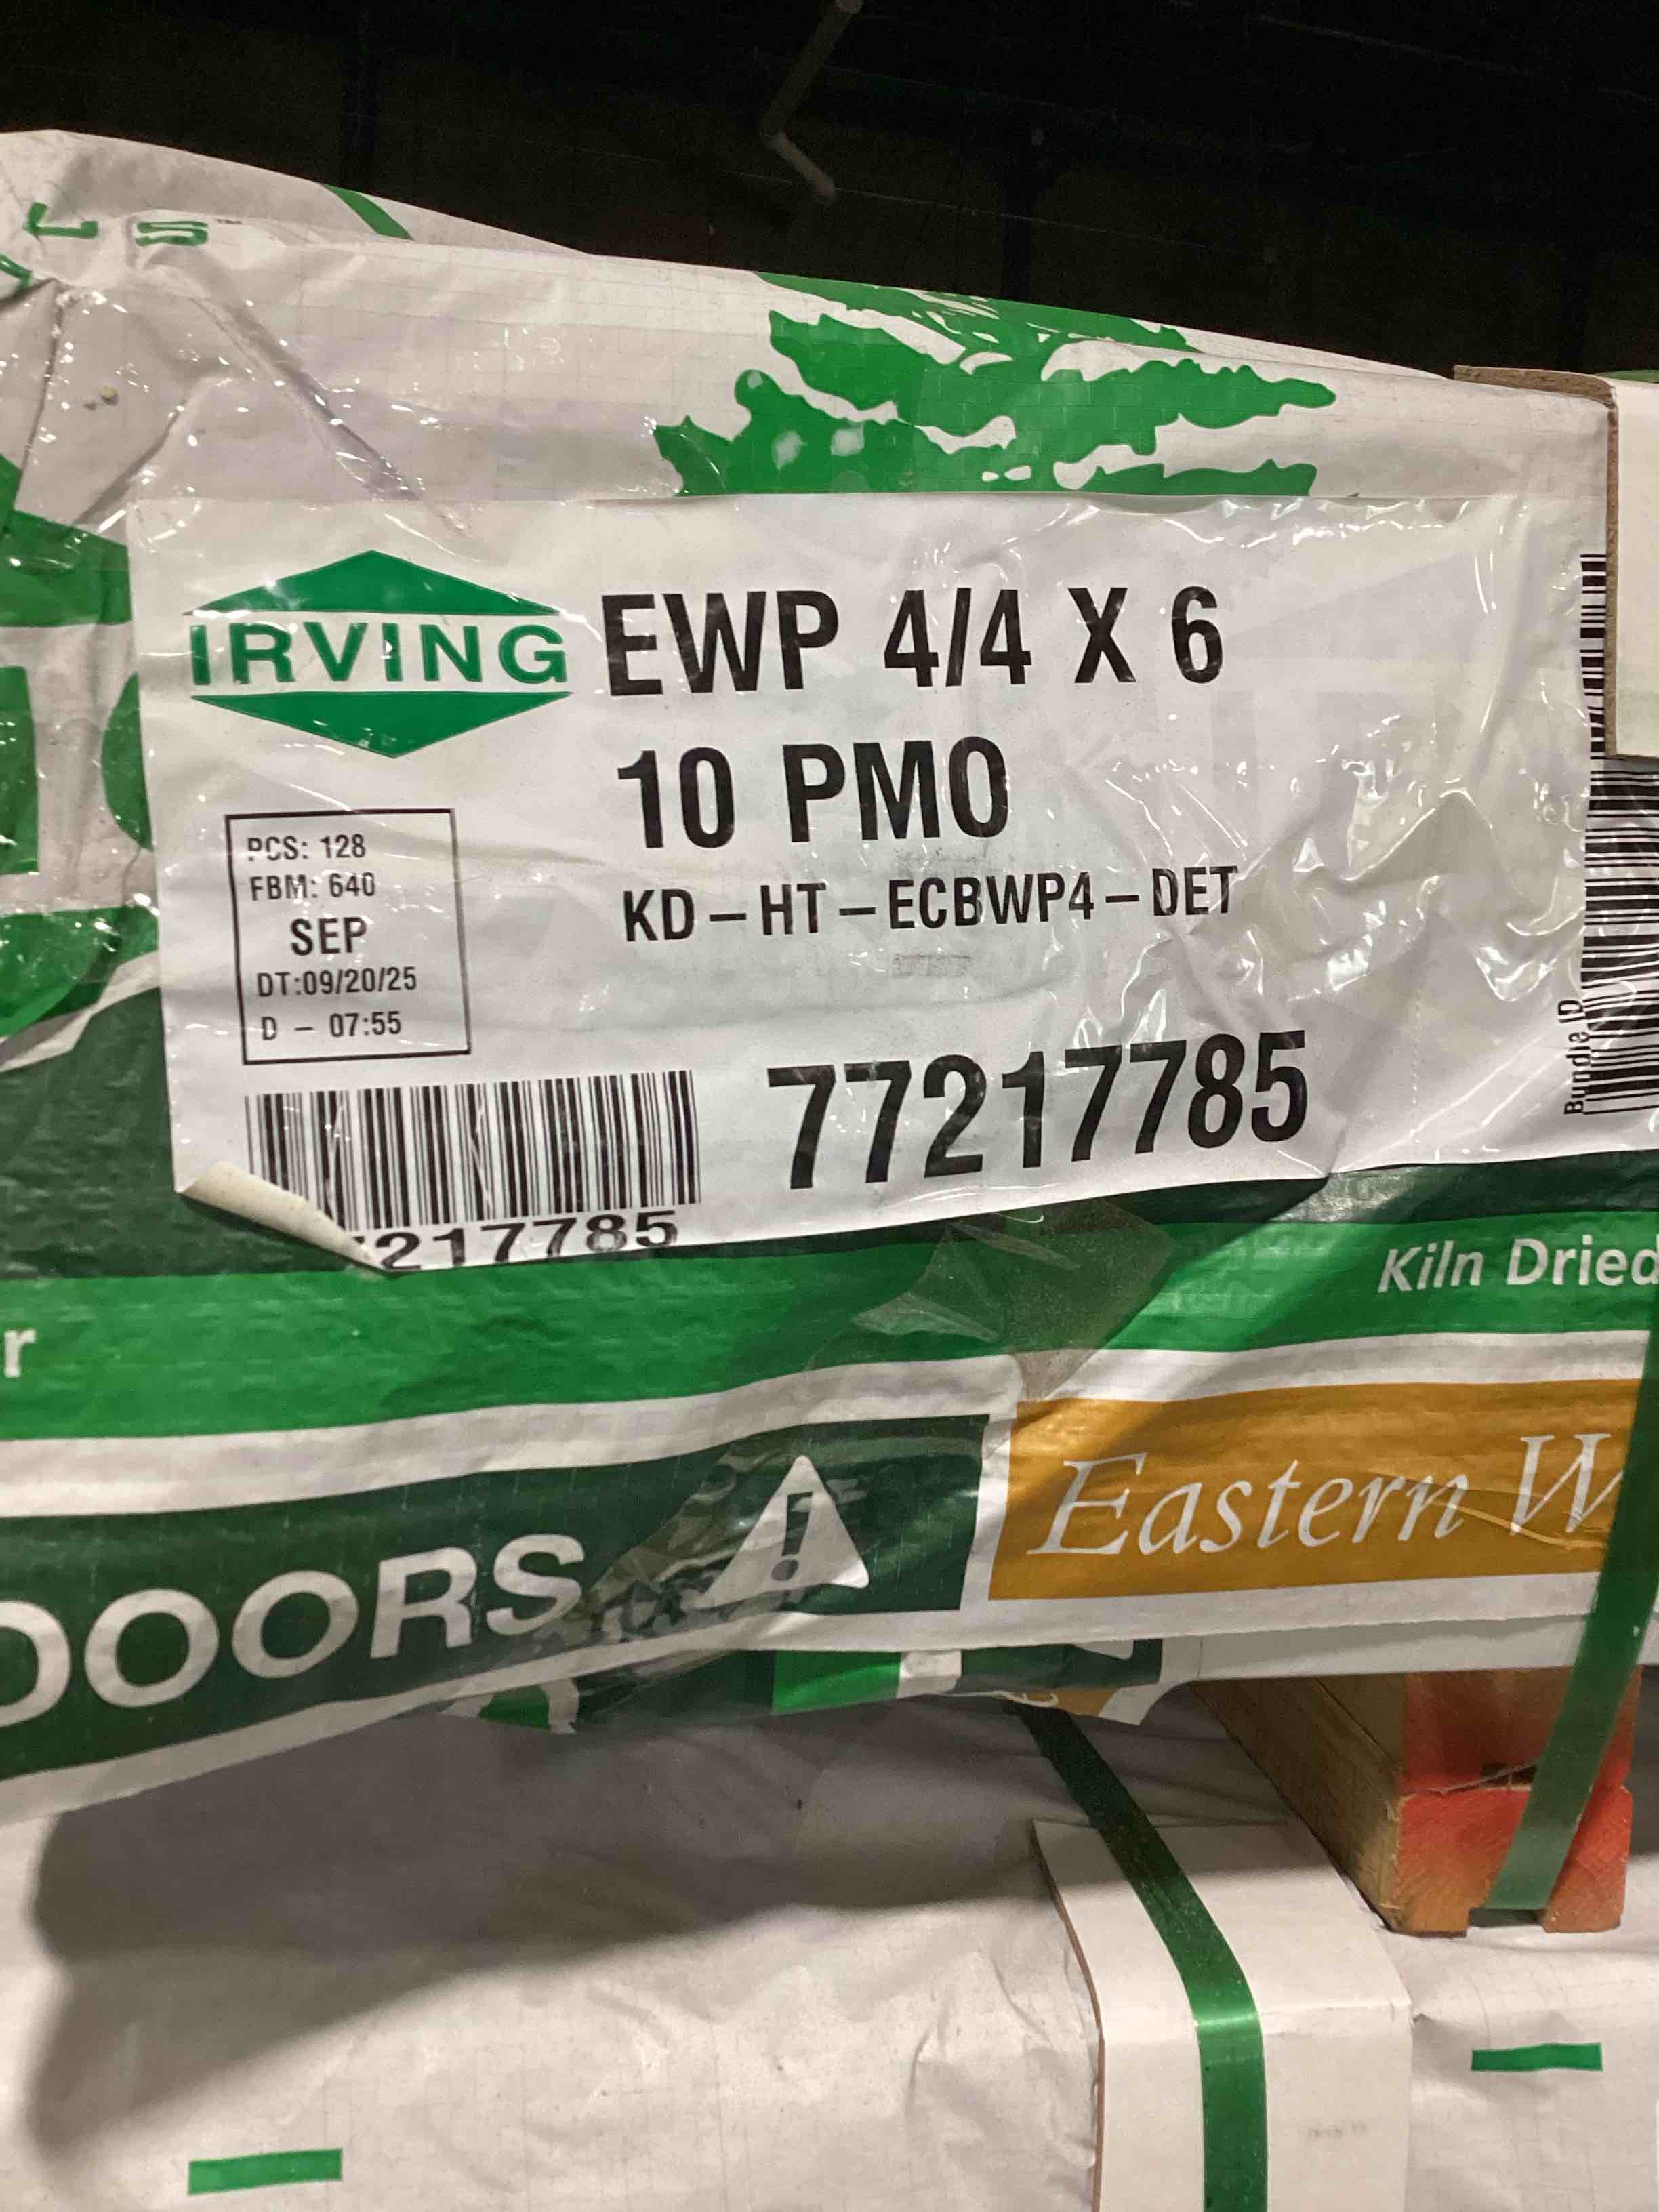 IRVING
EWP 4/4 X 6
10 PMO
KD – HT – ECBWP4 – DET
PCS: 128
FBM: 640
SEP
DT:09/20/25
D – 07:55
77217785
217785
Bundle ID
Kiln Dried
r
DOORS
Eastern W